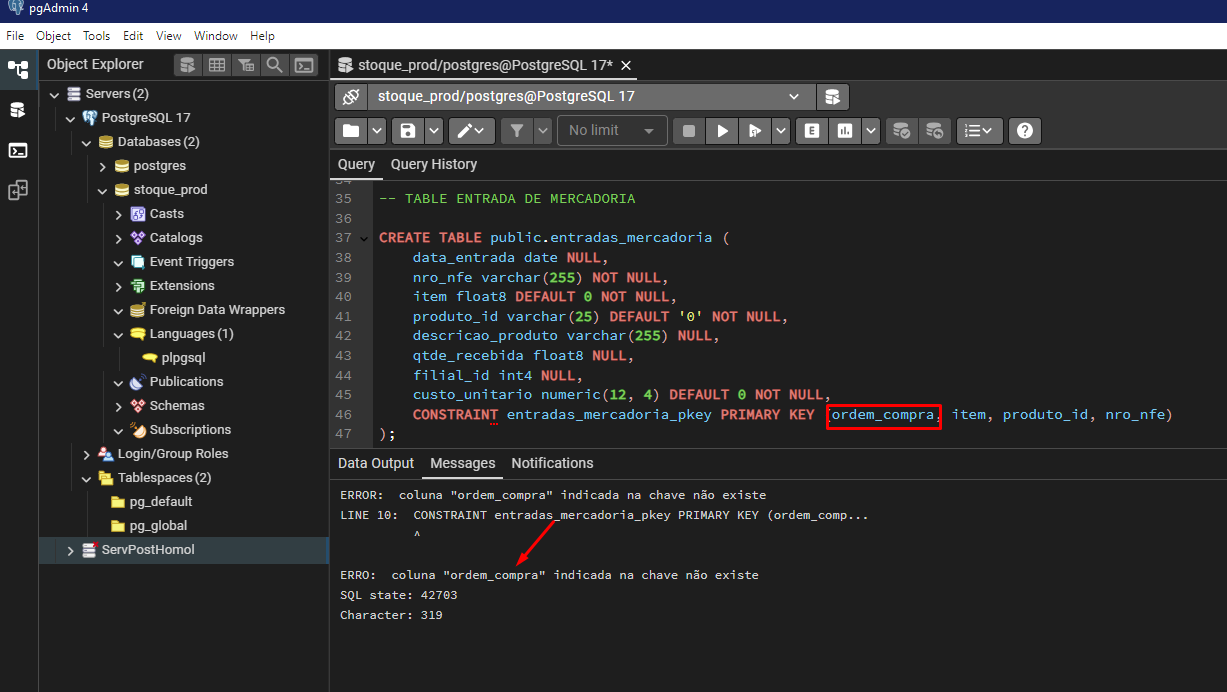 pgAdmin 4
File Object Tools Edit View Window Help
Object Explorer
stoque_prod/postgres@PostgreSQL 17*
Servers (2)
PostgreSQL 17
Databases (2)
postgres
stoque_prod
Casts
Catalogs
Event Triggers
Extensions
Foreign Data Wrappers
Languages (1)
plpgsql
Publications
Schemas
Subscriptions
Login/Group Roles
Tablespaces (2)
pg_default
pg_global
ServPostHomol
stoque_prod/postgres@PostgreSQL 17
No limit
E
Query Query History
34
35 -- TABLE ENTRADA DE MERCADORIA
36
37 CREATE TABLE public.entradas_mercadoria (
38 data_entrada date NULL,
39 nro_nfe varchar(255) NOT NULL,
40 item float8 DEFAULT 0 NOT NULL,
41 produto_id varchar(25) DEFAULT '0' NOT NULL,
42 descricao_produto varchar(255) NULL,
43 qtde_recebida float8 NULL,
44 filial_id int4 NULL,
45 custo_unitario numeric(12, 4) DEFAULT 0 NOT NULL,
46 CONSTRAINT entradas_mercadoria_pkey PRIMARY KEY (ordem_compra, item, produto_id, nro_nfe)
47 );
Data Output Messages Notifications
ERROR: coluna "ordem_compra" indicada na chave não existe
LINE 10: CONSTRAINT entradas_mercadoria_pkey PRIMARY KEY (ordem_comp...
^
ERRO: coluna "ordem_compra" indicada na chave não existe
SQL state: 42703
Character: 319